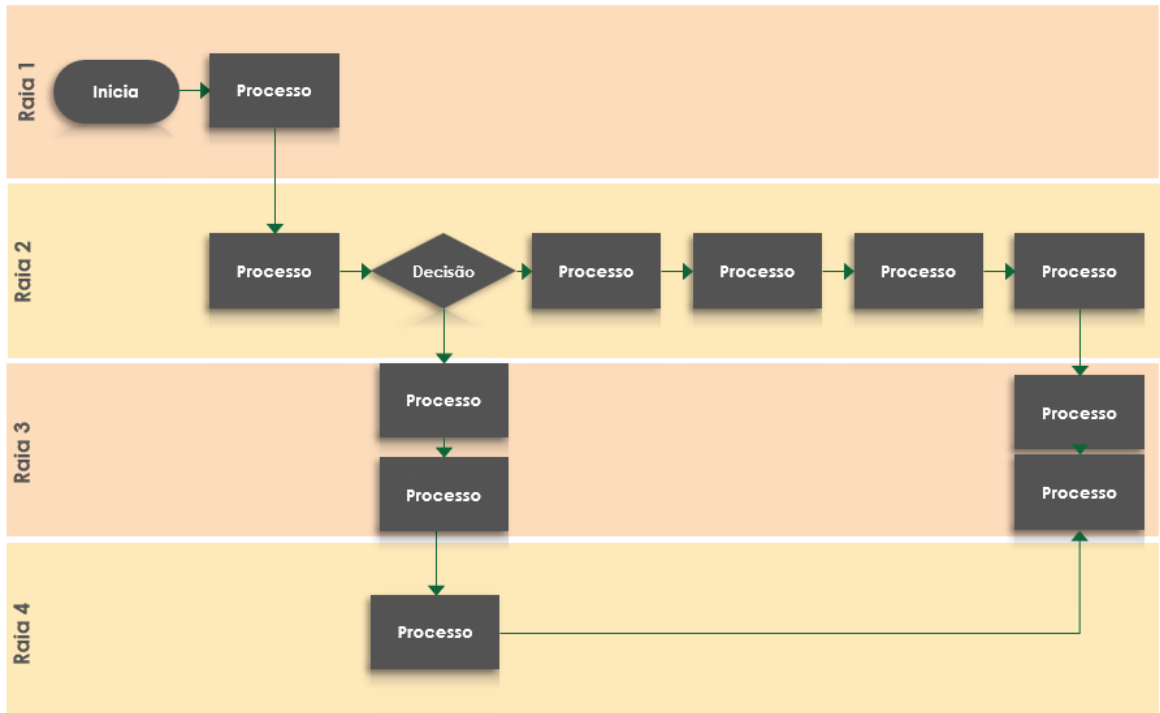 Raia 1
Inicia
Processo
Raia 2
Processo
Decisão
Processo
Processo
Processo
Processo
Raia 3
Processo
Processo
Processo
Processo
Raia 4
Processo